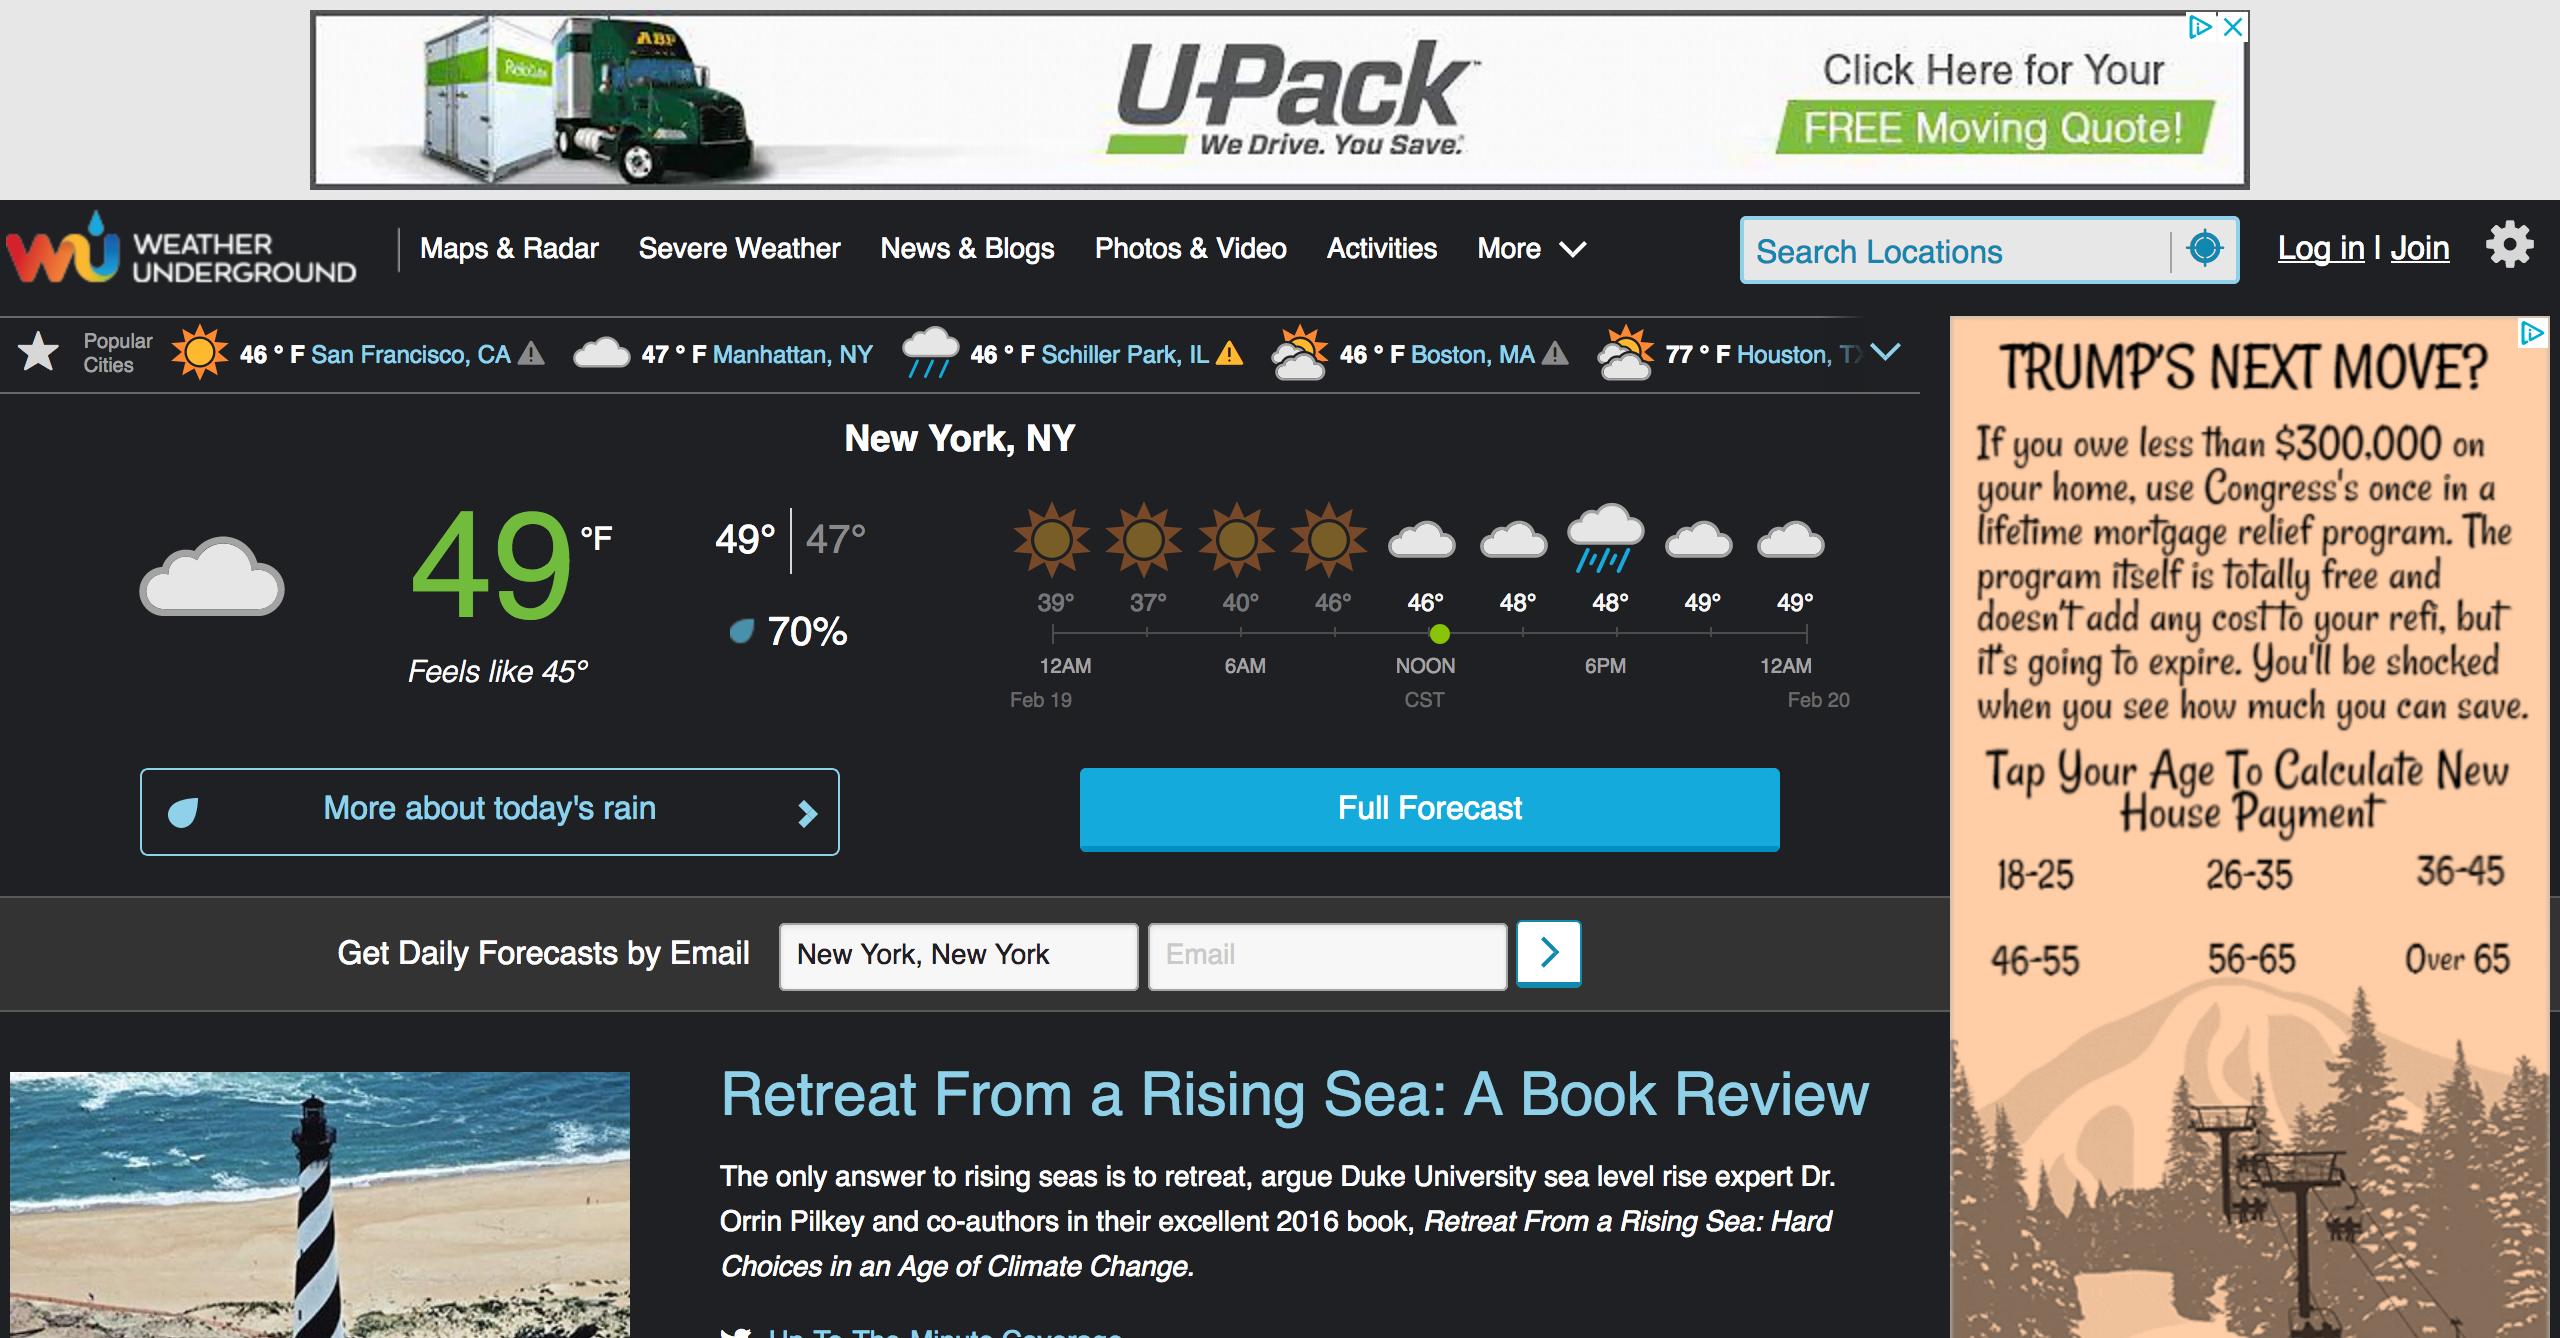 ABF
ReloCube
U-Pack™
We Drive. You Save.
Click Here for Your
FREE Moving Quote!
WU WEATHER
UNDERGROUND
Maps & Radar Severe Weather News & Blogs Photos & Video Activities More
Search Locations
Log in | Join
Popular
Cities
46 ° F San Francisco, CA 47 ° F Manhattan, NY 46 ° F Schiller Park, IL 46 ° F Boston, MA 77 ° F Houston, TX
New York, NY
49 °F
Feels like 45°
49° 47°
70%
39° 37° 40° 46° 46° 48° 48° 49° 49°
12AM 6AM NOON 6PM 12AM
Feb 19 CST Feb 20
More about today's rain
Full Forecast
Get Daily Forecasts by Email New York, New York Email
Retreat From a Rising Sea: A Book Review
The only answer to rising seas is to retreat, argue Duke University sea level rise expert Dr.
Orrin Pilkey and co-authors in their excellent 2016 book, Retreat From a Rising Sea: Hard
Choices in an Age of Climate Change.
Up To The Minute Coverage
TRUMP'S NEXT MOVE?
If you owe less than $300,000 on
your home, use Congress's once in a
lifetime mortgage relief program. The
program itself is totally free and
doesn't add any cost to your refi, but
it's going to expire. You'll be shocked
when you see how much you can save.
Tap Your Age To Calculate New
House Payment
18-25 26-35 36-45
46-55 56-65 Over 65